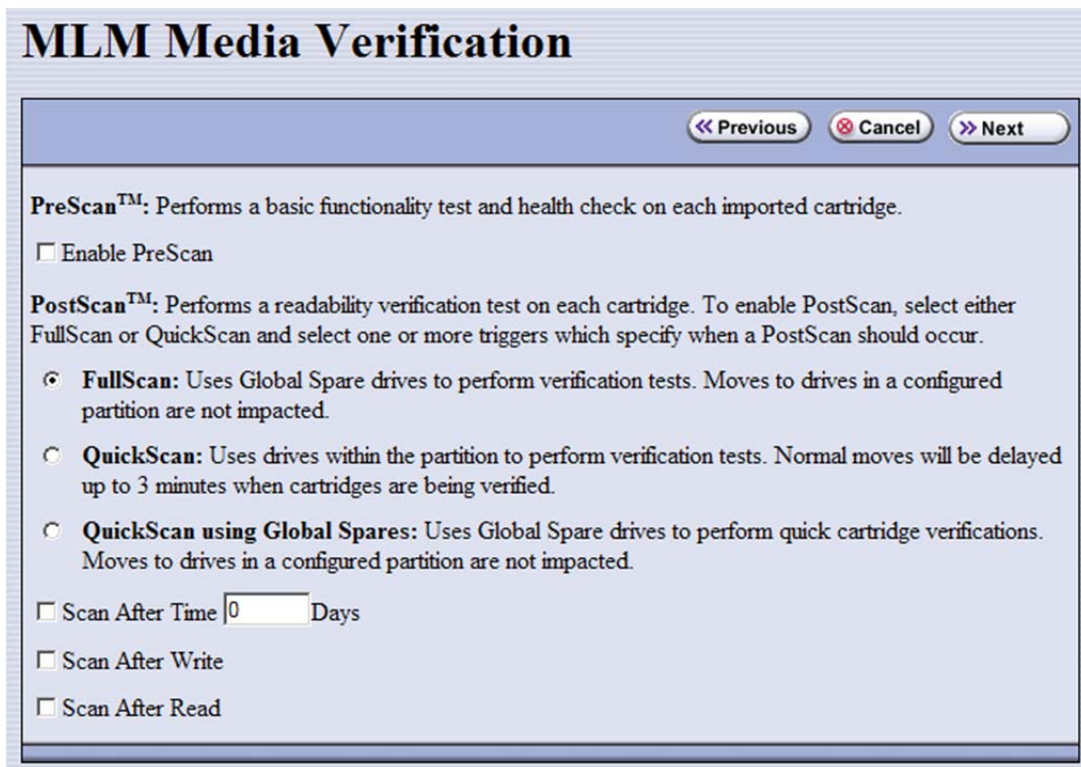 MLM Media Verification
Previous
Cancel
Next
PreScan™: Performs a basic functionality test and health check on each imported cartridge.
Enable PreScan
PostScan™: Performs a readability verification test on each cartridge. To enable PostScan, select either
FullScan or QuickScan and select one or more triggers which specify when a PostScan should occur.
FullScan: Uses Global Spare drives to perform verification tests. Moves to drives in a configured
partition are not impacted.
QuickScan: Uses drives within the partition to perform verification tests. Normal moves will be delayed
up to 3 minutes when cartridges are being verified.
QuickScan using Global Spares: Uses Global Spare drives to perform quick cartridge verifications.
Moves to drives in a configured partition are not impacted.
Scan After Time 0 Days
Scan After Write
Scan After Read